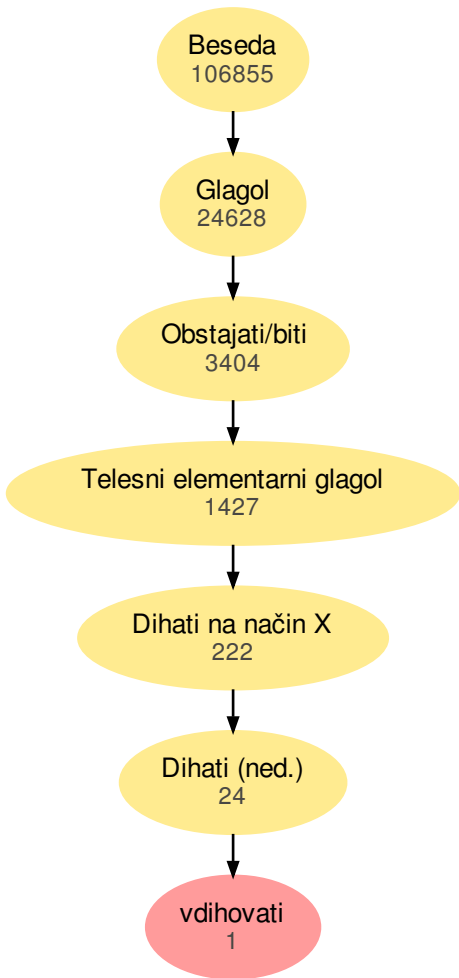 Beseda
106855
Glagol
24628
Obstajati/biti
3404
Telesni elementarni glagol
1427
Dihati na način X
222
Dihati (ned.)
24
vdihovati
1